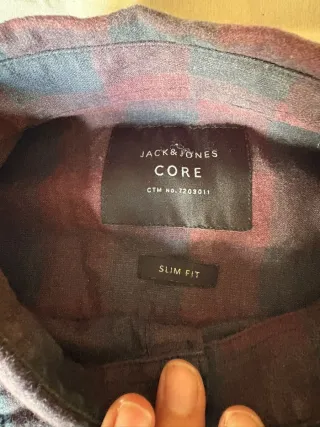 JACK&JONES
CORE
CTM no. 7203011
SLIM FIT